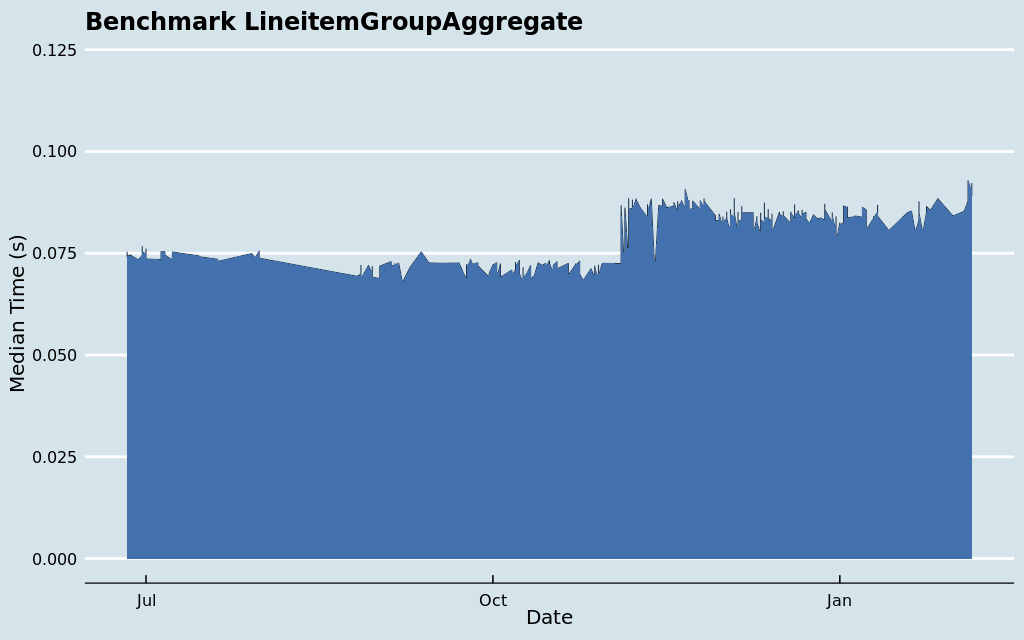 Benchmark LineitemGroupAggregate
0.125
0.100
0.075
0.050
0.025
0.000
Median Time (s)
Jul
Oct
Jan
Date